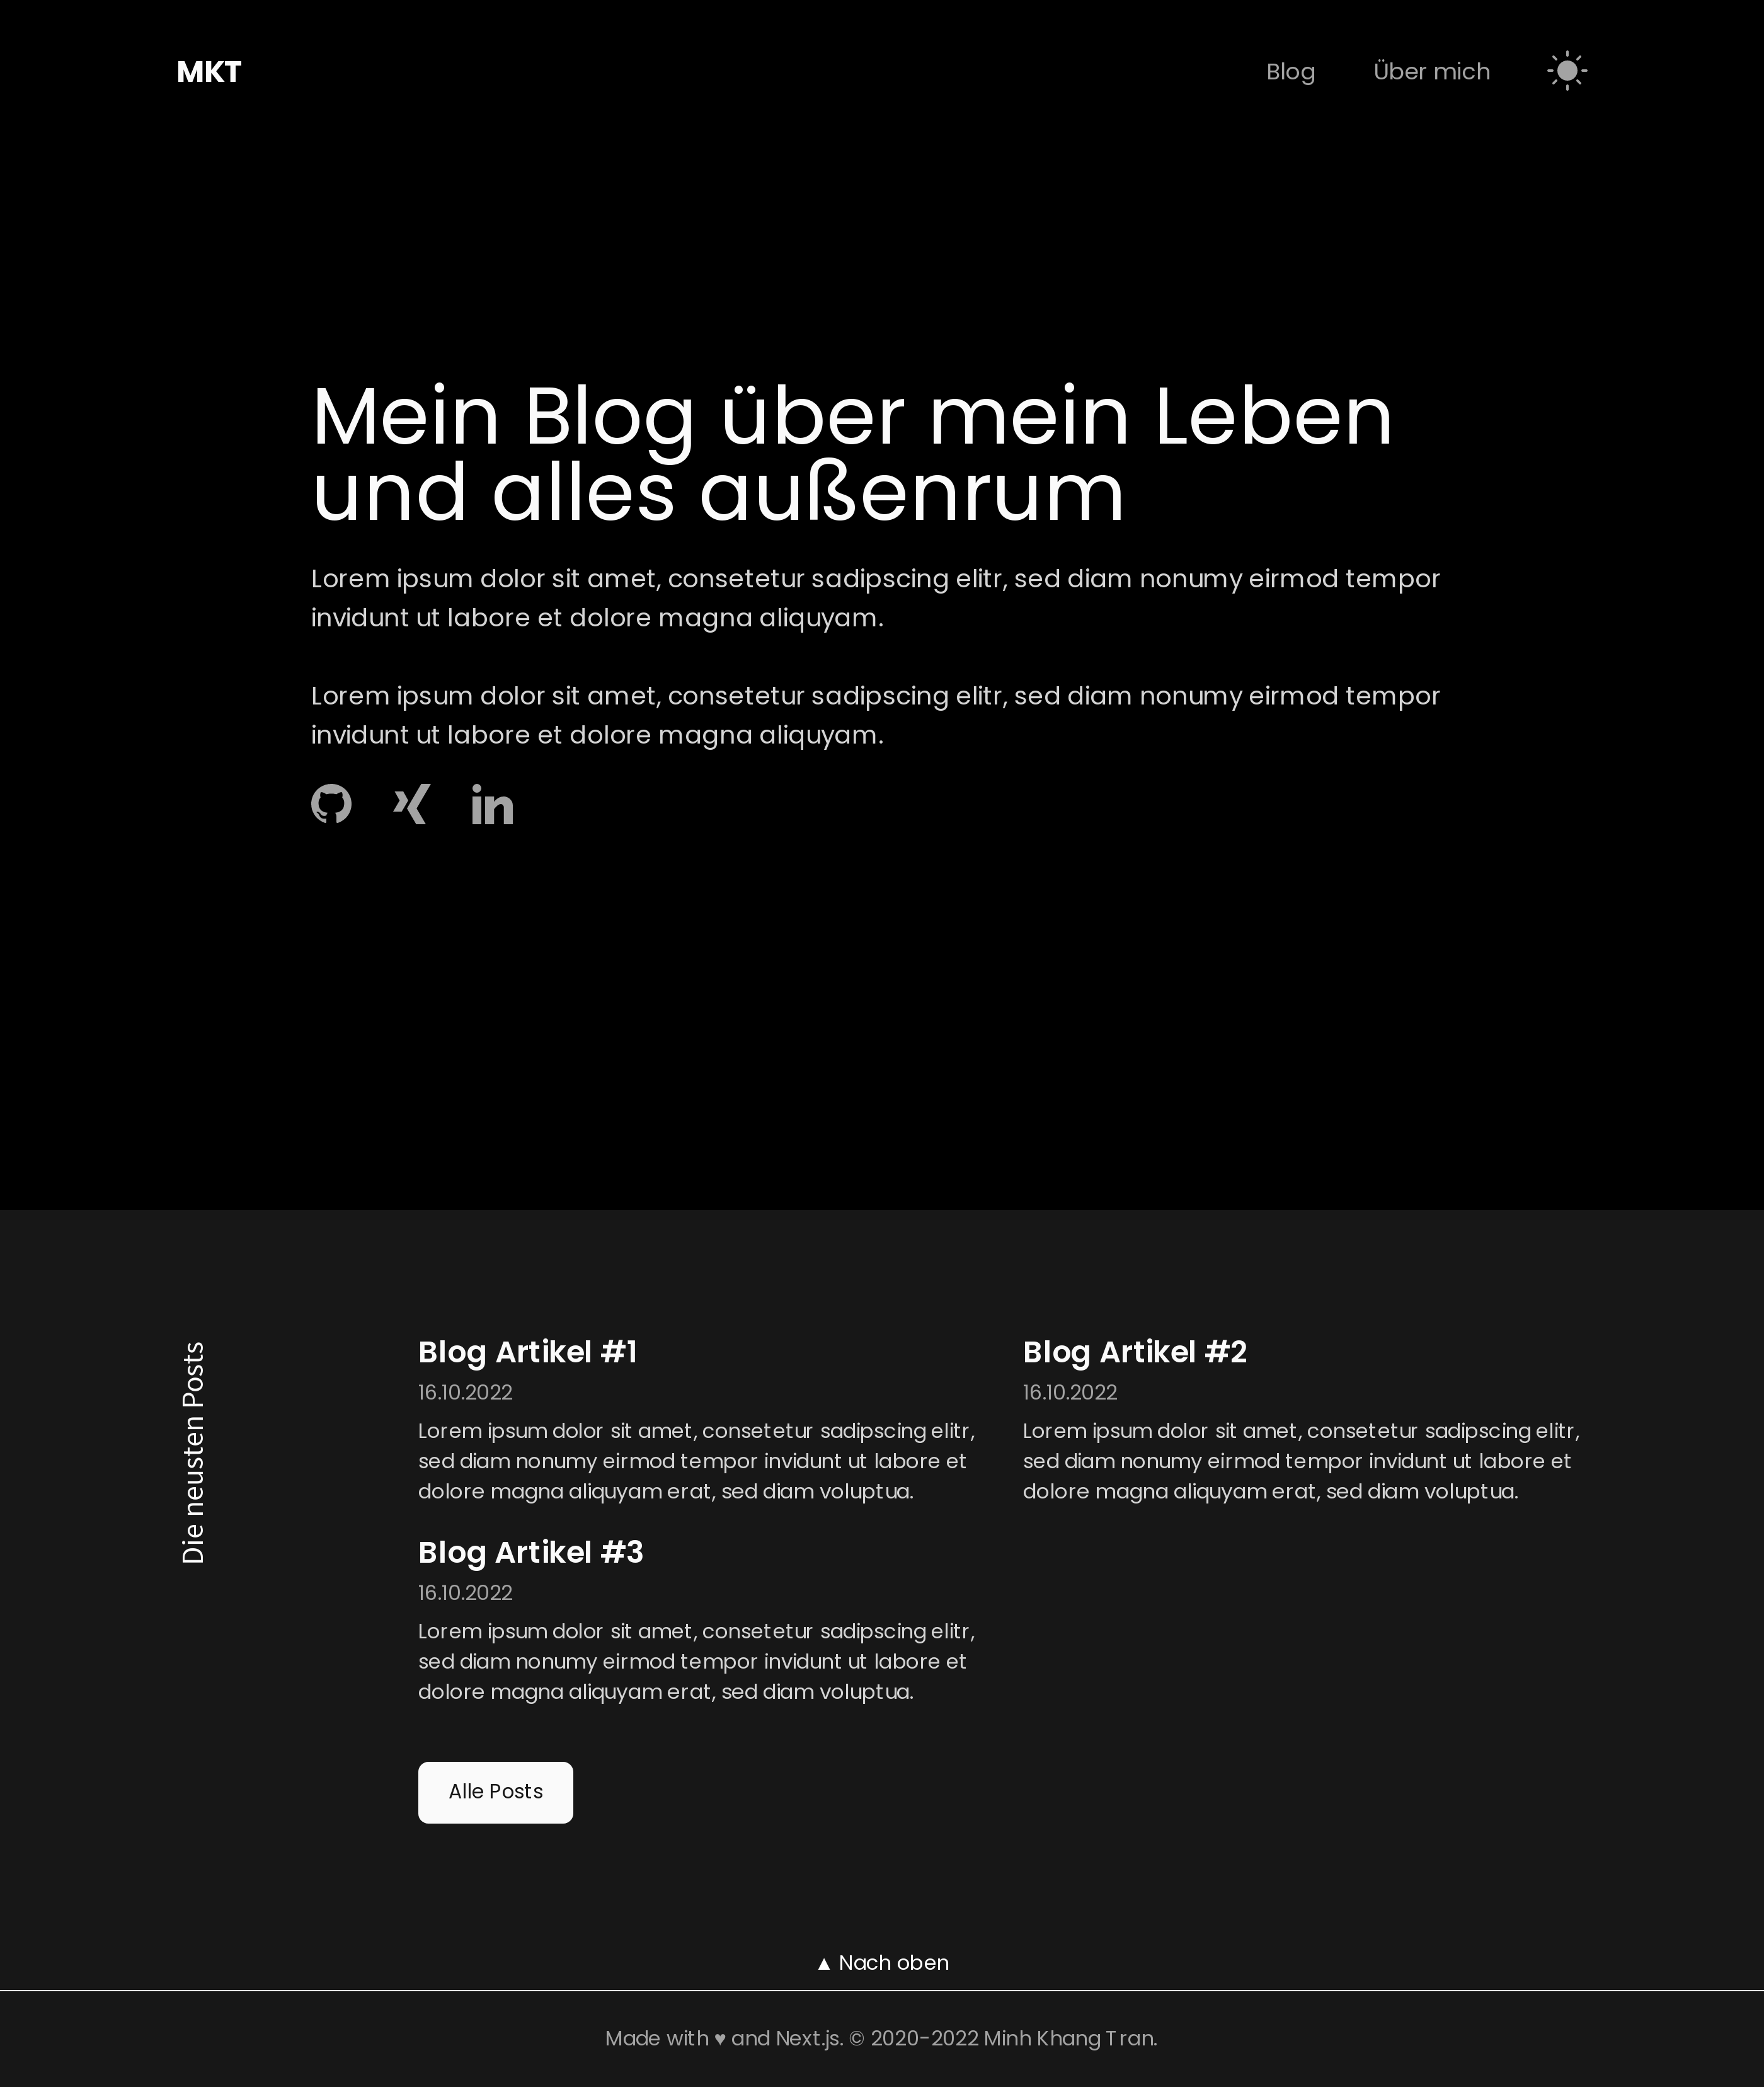 MKT
Blog
Über mich
Mein Blog über mein Leben
und alles außenrum
Lorem ipsum dolor sit amet, consetetur sadipscing elitr, sed diam nonumy eirmod tempor
invidunt ut labore et dolore magna aliquyam.
Lorem ipsum dolor sit amet, consetetur sadipscing elitr, sed diam nonumy eirmod tempor
invidunt ut labore et dolore magna aliquyam.
in
Die neusten Posts
Blog Artikel #1
16.10.2022
Lorem ipsum dolor sit amet, consetetur sadipscing elitr,
sed diam nonumy eirmod tempor invidunt ut labore et
dolore magna aliquyam erat, sed diam voluptua.
Blog Artikel #2
16.10.2022
Lorem ipsum dolor sit amet, consetetur sadipscing elitr,
sed diam nonumy eirmod tempor invidunt ut labore et
dolore magna aliquyam erat, sed diam voluptua.
Blog Artikel #3
16.10.2022
Lorem ipsum dolor sit amet, consetetur sadipscing elitr,
sed diam nonumy eirmod tempor invidunt ut labore et
dolore magna aliquyam erat, sed diam voluptua.
Alle Posts
▲ Nach oben
Made with ♥ and Next.js. © 2020-2022 Minh Khang Tran.